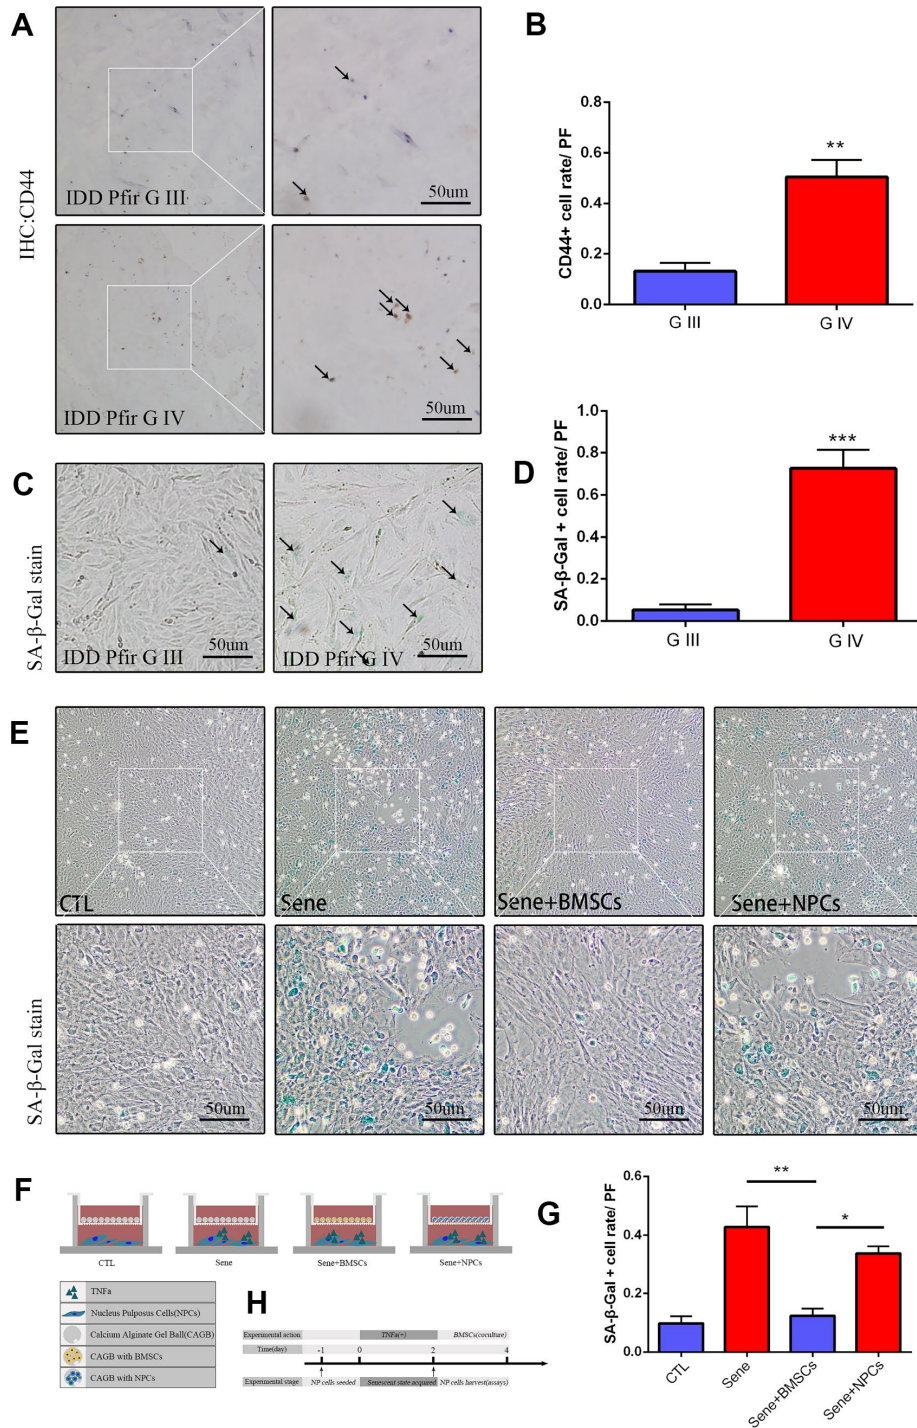 A
IHC:CD44
IDD Pfir G III
50um
IDD Pfir G IV
50um
B
CD44+ cell rate/ PF
0.8
0.6
0.4
0.2
0.0
**
G III
G IV
C
SA-β-Gal stain
IDD Pfir G III
50um
IDD Pfir G IV
50um
D
SA-β-Gal + cell rate/ PF
1.0
0.8
0.6
0.4
0.2
0.0
***
G III
G IV
E
CTL
Sene
Sene+BMSCs
Sene+NPCs
SA-β-Gal stain
50um
50um
50um
50um
F
CTL
Sene
Sene+BMSCs
Sene+NPCs
TNFa
Nucleus Pulposus Cells(NPCs)
Calcium Alginate Gel Ball(CAGB)
CAGB with BMSCs
CAGB with NPCs
H
Experimental action
TNFa(+)
BMSCs(coculture)
Time(day)
-1
0
2
4
Experimental stage
NP cells seeded
Senescent state acquired
NP cells harvest(assays)
G
SA-β-Gal + cell rate/ PF
0.6
0.4
0.2
0.0
**
*
CTL
Sene
Sene+BMSCs
Sene+NPCs